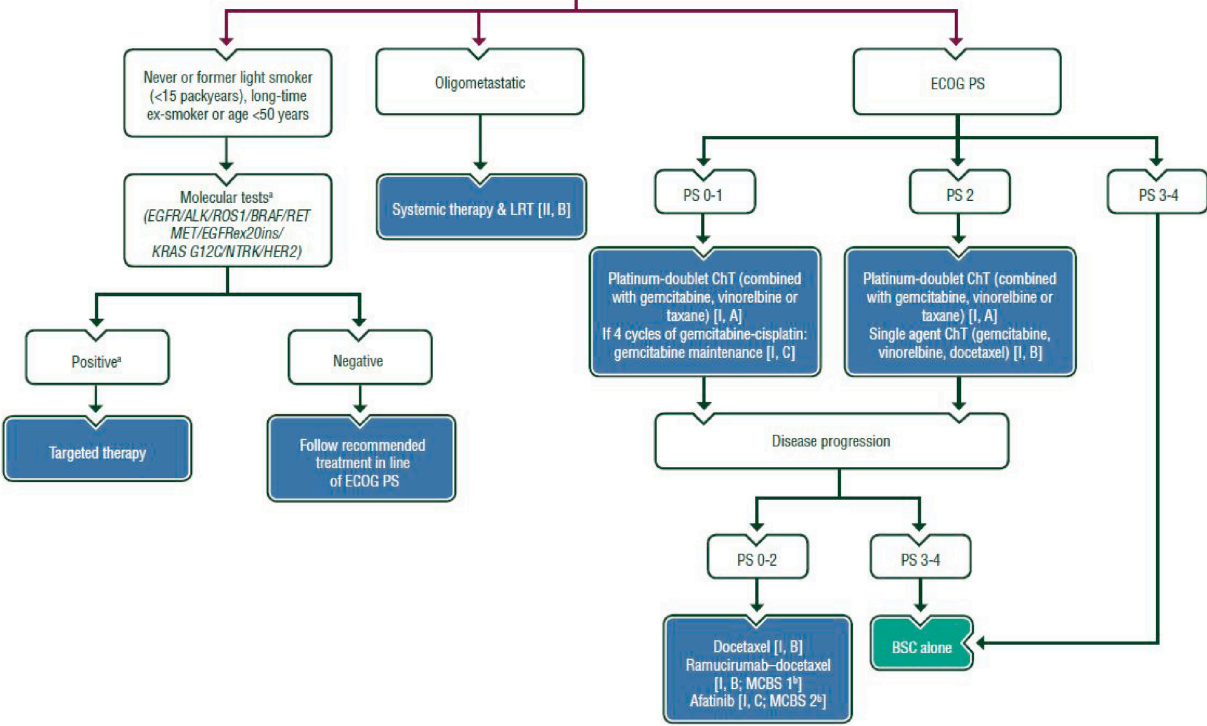 Never or former light smoker
(<15 packyears), long-time
ex-smoker or age <50 years
Oligometastatic
ECOG PS
Molecular testsᵃ
(EGFR/ALK/ROS1/BRAF/RET
MET/EGFRex20ins/
KRAS G12C/NTRK/HER2)
Systemic therapy & LRT [II, B]
PS 0-1
PS 2
PS 3-4
Platinum-doublet ChT (combined
with gemcitabine, vinorelbine or
taxane) [I, A]
If 4 cycles of gemcitabine-cisplatin:
gemcitabine maintenance [I, C]
Platinum-doublet ChT (combined
with gemcitabine, vinorelbine or
taxane) [I, A]
Single agent ChT (gemcitabine,
vinorelbine, docetaxel) [I, B]
Positiveᵃ
Negative
Targeted therapy
Follow recommended
treatment in line
of ECOG PS
Disease progression
PS 0-2
PS 3-4
Docetaxel [I, B]
Ramucirumab–docetaxel
[I, B; MCBS 1ᵇ]
Afatinib [I, C; MCBS 2ᵇ]
BSC alone